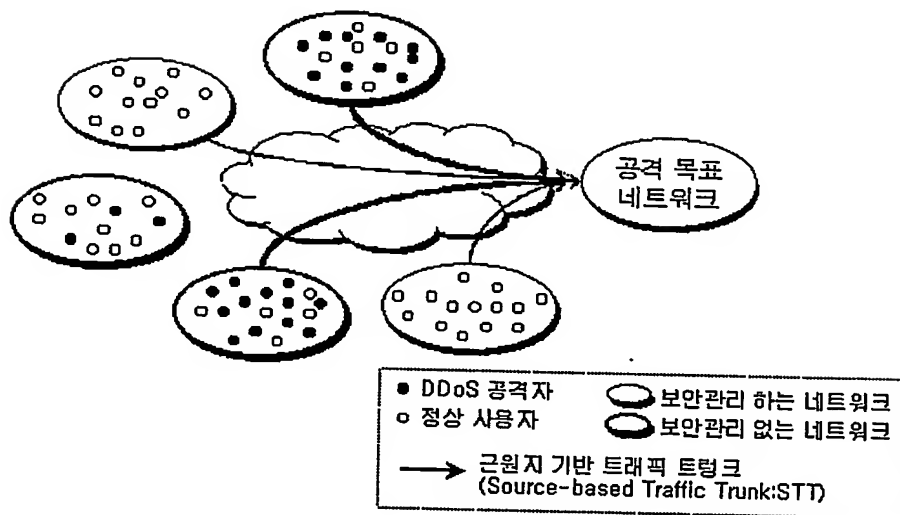 공격 목표
네트워크
● DDoS 공격자
○ 정상 사용자
보안관리 하는 네트워크
보안관리 없는 네트워크
근원지 기반 트래픽 트렁크
(Source-based Traffic Trunk:STT)